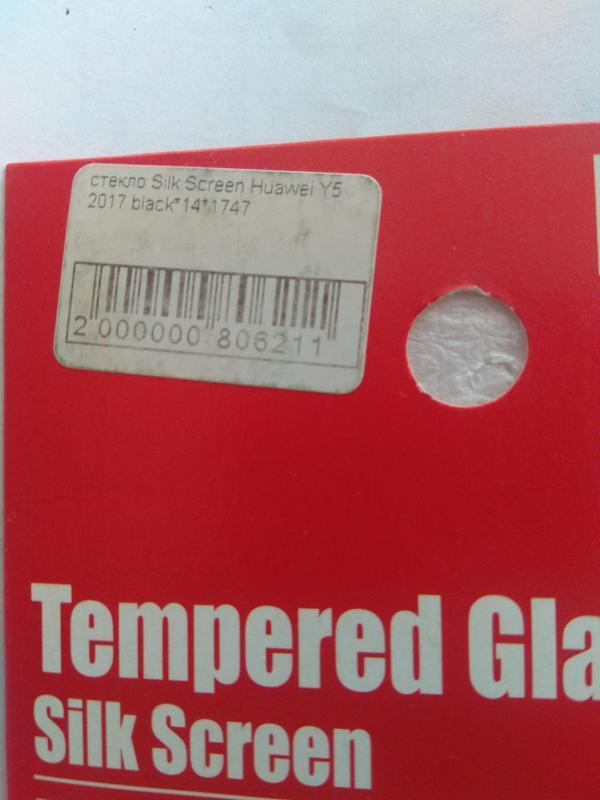 стекло Silk Screen Huawei Y5
2017 black*14*1747
2 000000 806211
Tempered Gla
Silk Screen